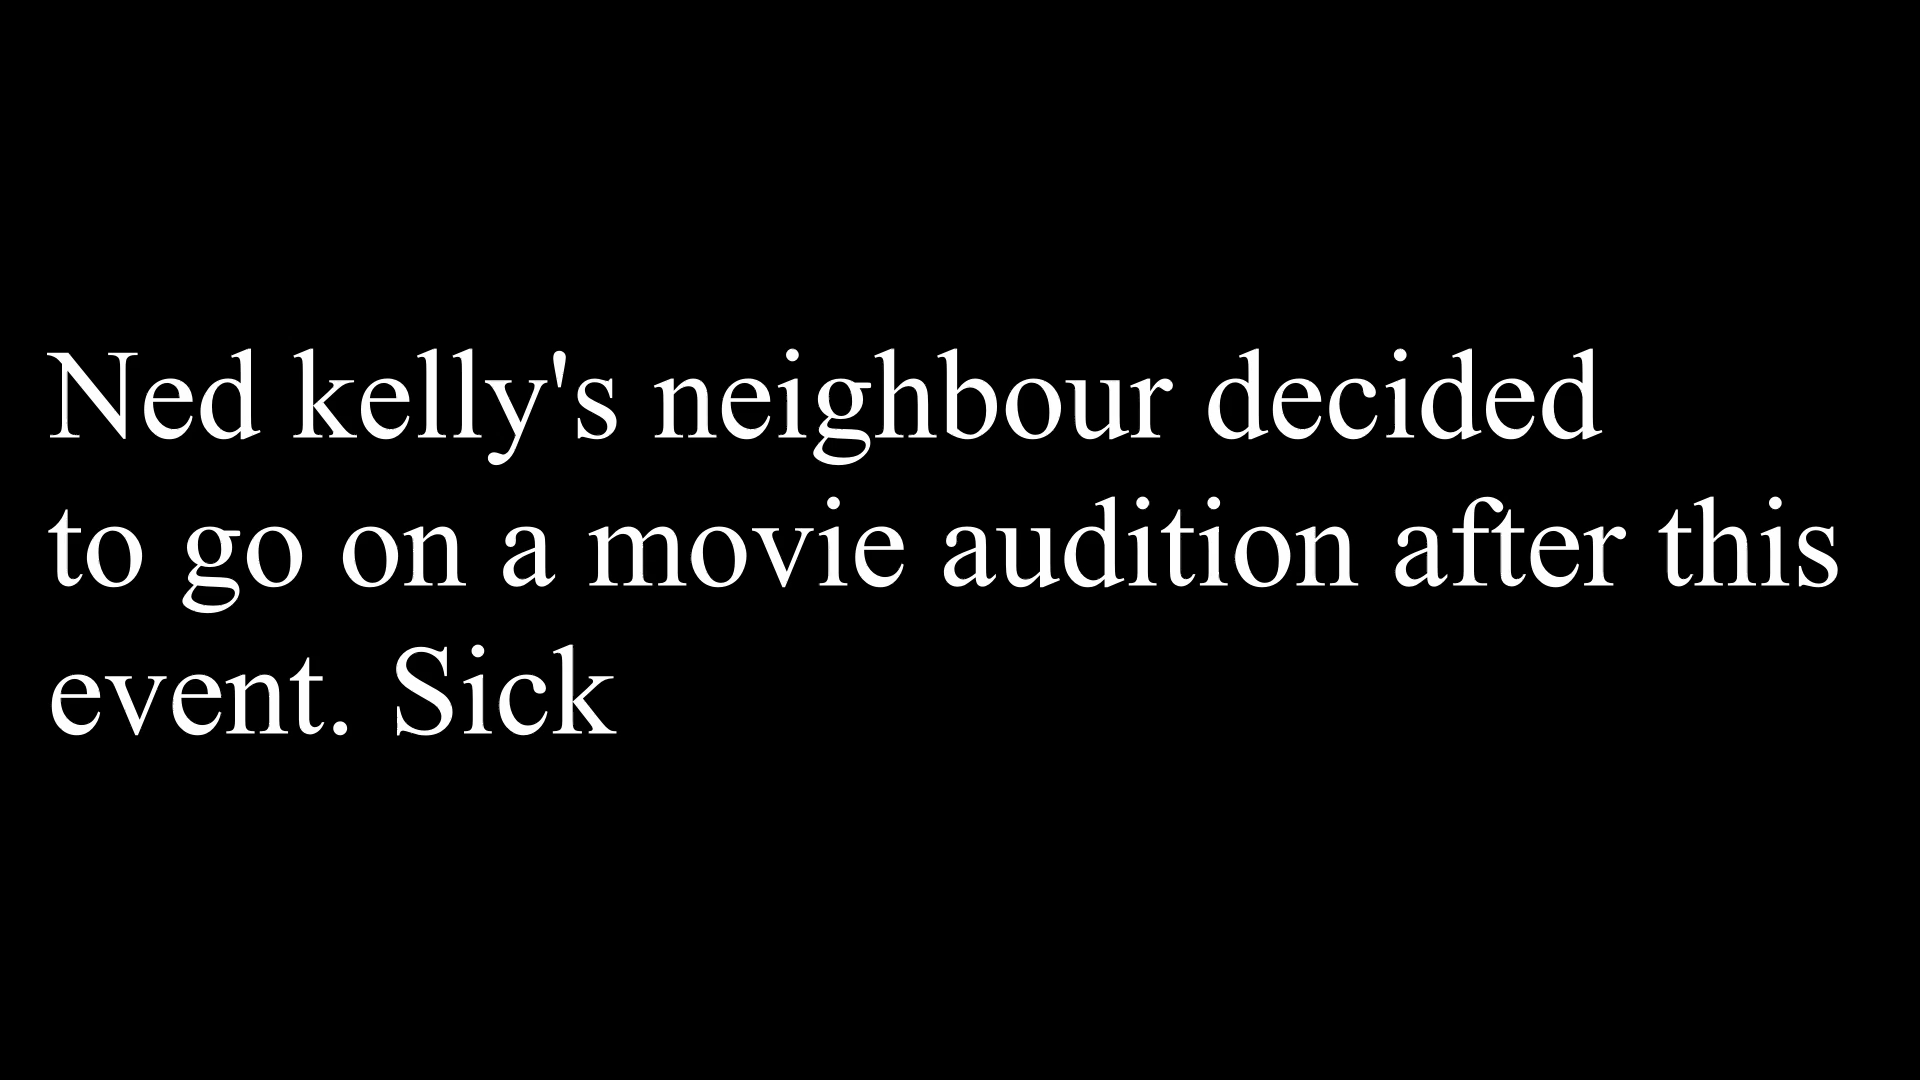 Ned kelly's neighbour decided
to go on a movie audition after this
event. Sick